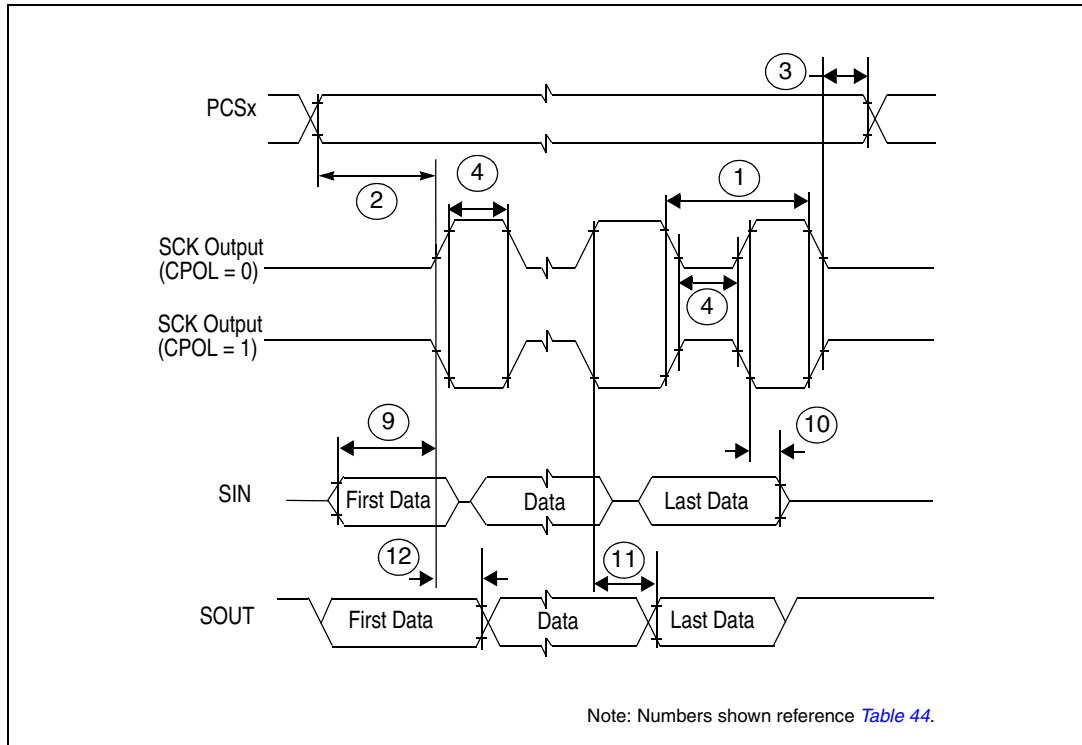 3
PCSx
2
4
1
SCK Output
(CPOL = 0)
4
SCK Output
(CPOL = 1)
9
10
SIN
First Data
Data
Last Data
12
11
SOUT
First Data
Data
Last Data
Note: Numbers shown reference Table 44.